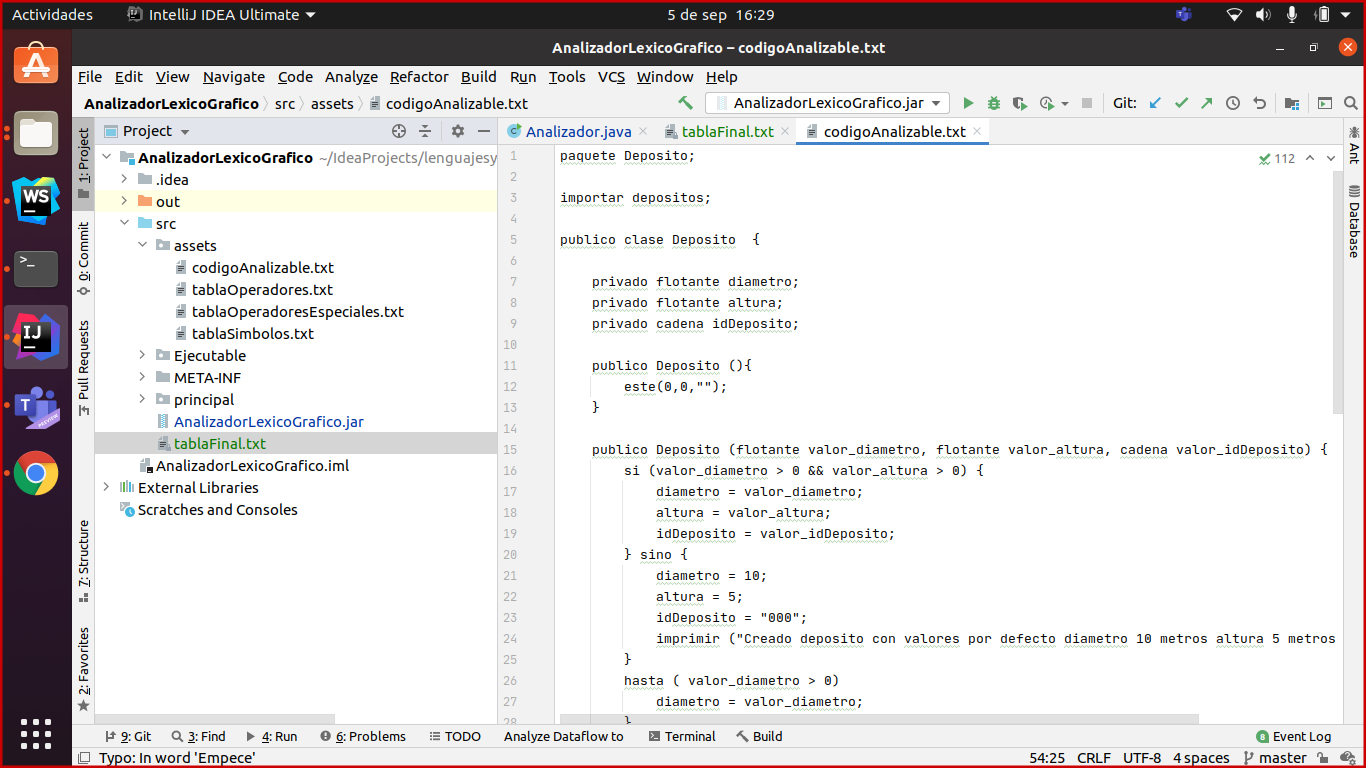 Actividades IntelliJ IDEA Ultimate 5 de sep 16:29
AnalizadorLexicoGrafico – codigoAnalizable.txt
File Edit View Navigate Code Analyze Refactor Build Run Tools VCS Window Help
AnalizadorLexicoGrafico src assets codigoAnalizable.txt AnalizadorLexicoGrafico.jar Git:
Project
Analizador.java tablaFinal.txt codigoAnalizable.txt
1: Project
0: Commit
Pull Requests
7: Structure
2: Favorites
AnalizadorLexicoGrafico ~/IdeaProjects/lenguajesy
.idea
out
src
assets
codigoAnalizable.txt
tablaOperadores.txt
tablaOperadoresEspeciales.txt
tablaSimbolos.txt
Ejecutable
META-INF
principal
AnalizadorLexicoGrafico.jar
tablaFinal.txt
AnalizadorLexicoGrafico.iml
External Libraries
Scratches and Consoles
112
1 paquete Deposito;
2
3 importar depositos;
4
5 publico clase Deposito {
6
7 privado flotante diametro;
8 privado flotante altura;
9 privado cadena idDeposito;
10
11 publico Deposito (){
12 este(0,0,"");
13 }
14
15 publico Deposito (flotante valor_diametro, flotante valor_altura, cadena valor_idDeposito) {
16 si (valor_diametro > 0 && valor_altura > 0) {
17 diametro = valor_diametro;
18 altura = valor_altura;
19 idDeposito = valor_idDeposito;
20 } sino {
21 diametro = 10;
22 altura = 5;
23 idDeposito = "000";
24 imprimir ("Creado deposito con valores por defecto diametro 10 metros altura 5 metros
25 }
26 hasta ( valor_diametro > 0)
27 diametro = valor_diametro;
28 }
Ant
Database
WS
>_
IJ
T
PREVIEW
9: Git 3: Find 4: Run 6: Problems TODO Analyze Dataflow to Terminal Build 8 Event Log
Typo: In word 'Empece' 54:25 CRLF UTF-8 4 spaces master